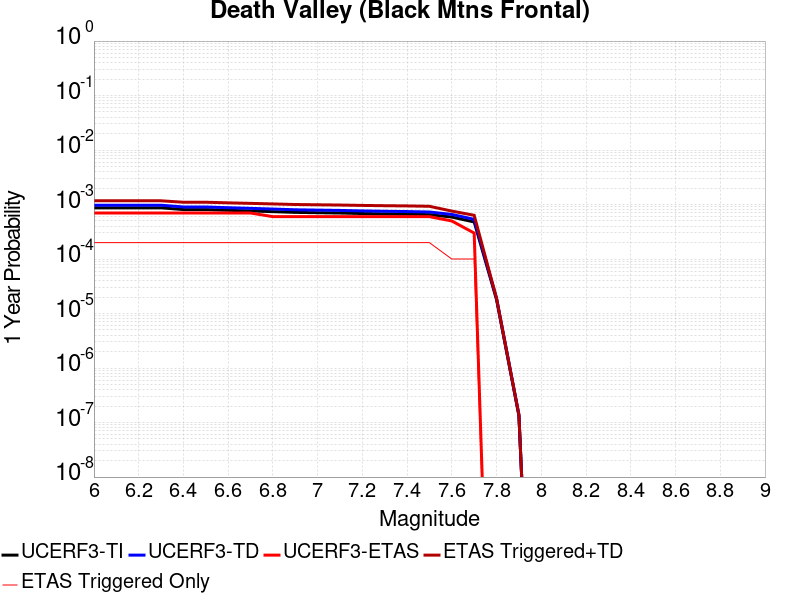 Death Valley (Black Mtns Frontal)
10^0
10^-1
10^-2
10^-3
10^-4
10^-5
10^-6
10^-7
10^-8
1 Year Probability
6 6.2 6.4 6.6 6.8 7 7.2 7.4 7.6 7.8 8 8.2 8.4 8.6 8.8 9
Magnitude
UCERF3-TI UCERF3-TD UCERF3-ETAS ETAS Triggered+TD
ETAS Triggered Only